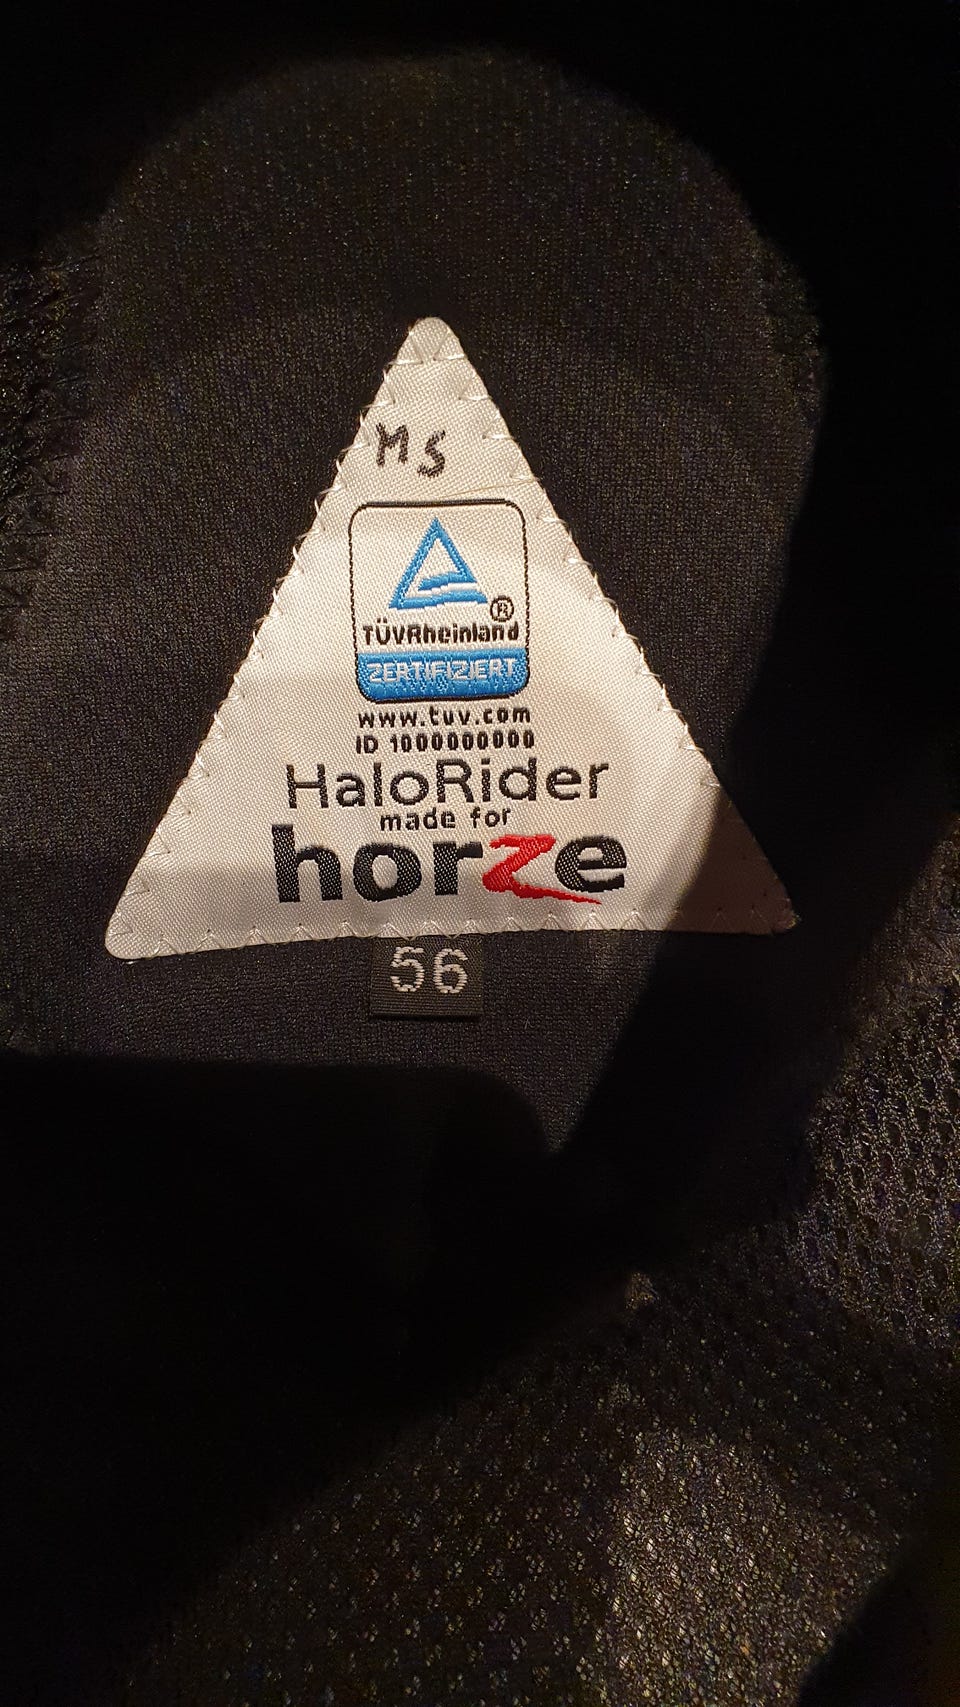 MS
TÜVRheinland®
ZERTIFIZIERT
www.tuv.com
ID 1000000000
HaloRider
made for
horze
56